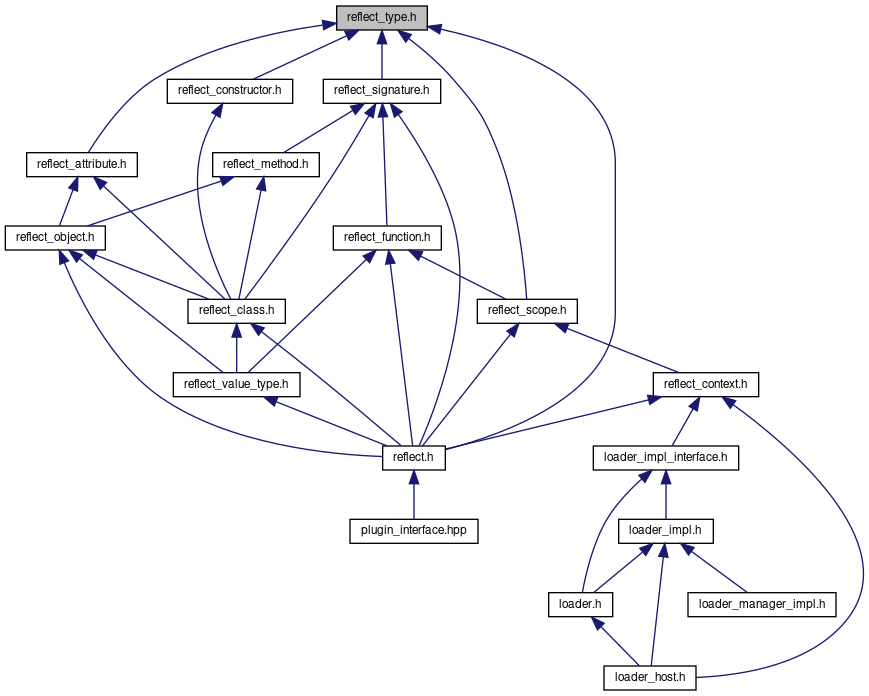 reflect_type.h
reflect_constructor.h
reflect_signature.h
reflect_attribute.h
reflect_method.h
reflect_object.h
reflect_function.h
reflect_class.h
reflect_scope.h
reflect_value_type.h
reflect_context.h
reflect.h
loader_impl_interface.h
plugin_interface.hpp
loader_impl.h
loader.h
loader_manager_impl.h
loader_host.h